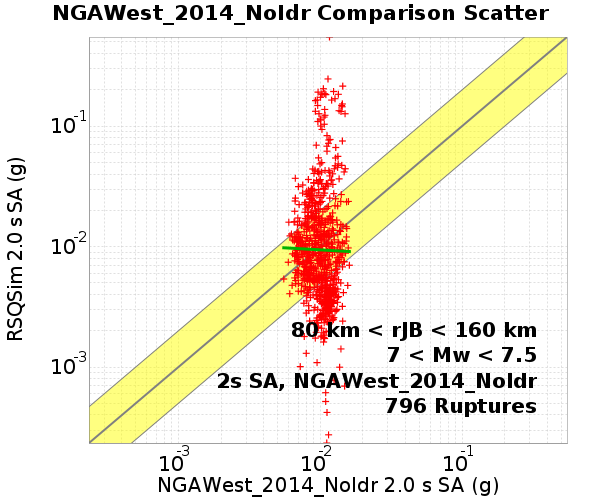 NGAWest_2014_NoIdr Comparison Scatter
RSQSim 2.0 s SA (g)
10-1
10-2
10-3
80 km < rJB < 160 km
7 < Mw < 7.5
2s SA, NGAWest_2014_NoIdr
796 Ruptures
10-3 10-2 10-1
NGAWest_2014_NoIdr 2.0 s SA (g)